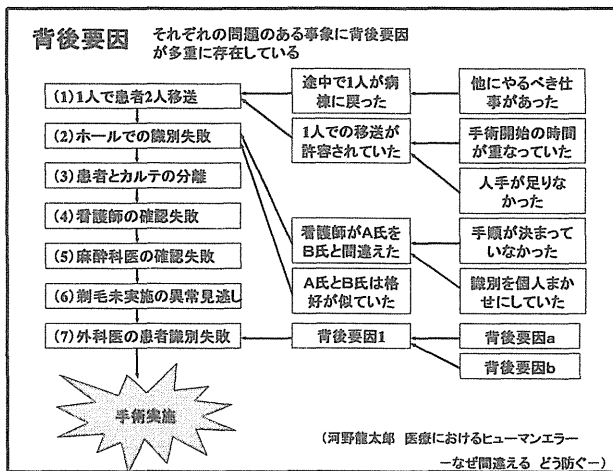 背後要因
それぞれの問題のある事象に背後要因
が多重に存在している
(1)1人で患者2人移送
(2)ホールでの識別失敗
(3)患者とカルテの分離
(4)看護師の確認失敗
(5)麻酔科医の確認失敗
(6)剃毛未実施の異常見逃し
(7)外科医の患者識別失敗
手術実施
途中で1人が病
棟に戻った
1人での移送が
許容されていた
看護師がA氏を
B氏と間違えた
A氏とB氏は格
好が似ていた
背後要因1
他にやるべき仕
事があった
手術開始の時間
が重なっていた
人手が足りな
かった
手順が決まって
いなかった
識別を個人まか
せにしていた
背後要因a
背後要因b
(河野龍太郎 医療におけるヒューマンエラー
ーなぜ間違える どう防ぐー)